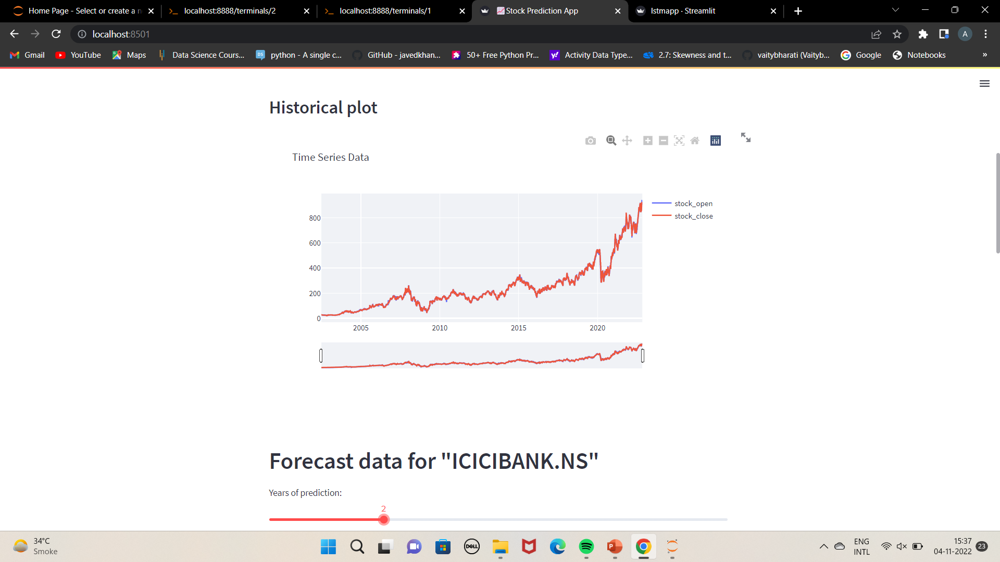 Home Page - Select or create a n
localhost:8888/terminals/2
localhost:8888/terminals/1
📈Stock Prediction App
lstmapp · Streamlit
localhost:8501
A
Gmail
YouTube
Maps
Data Science Cours...
DS
python - A single c...
GitHub - javedkhan...
50+ Free Python Pr...
y!
Activity Data Type...
2.7: Skewness and t...
vaitybharati (Vaityb...
Google
Notebooks
»
Historical plot
Time Series Data
stock_open
stock_close
800
600
400
200
0
2005
2010
2015
2020
Forecast data for "ICICIBANK.NS"
Years of prediction:
2
34°C
Smoke
DELL
P
ENG
INTL
15:37
04-11-2022
23